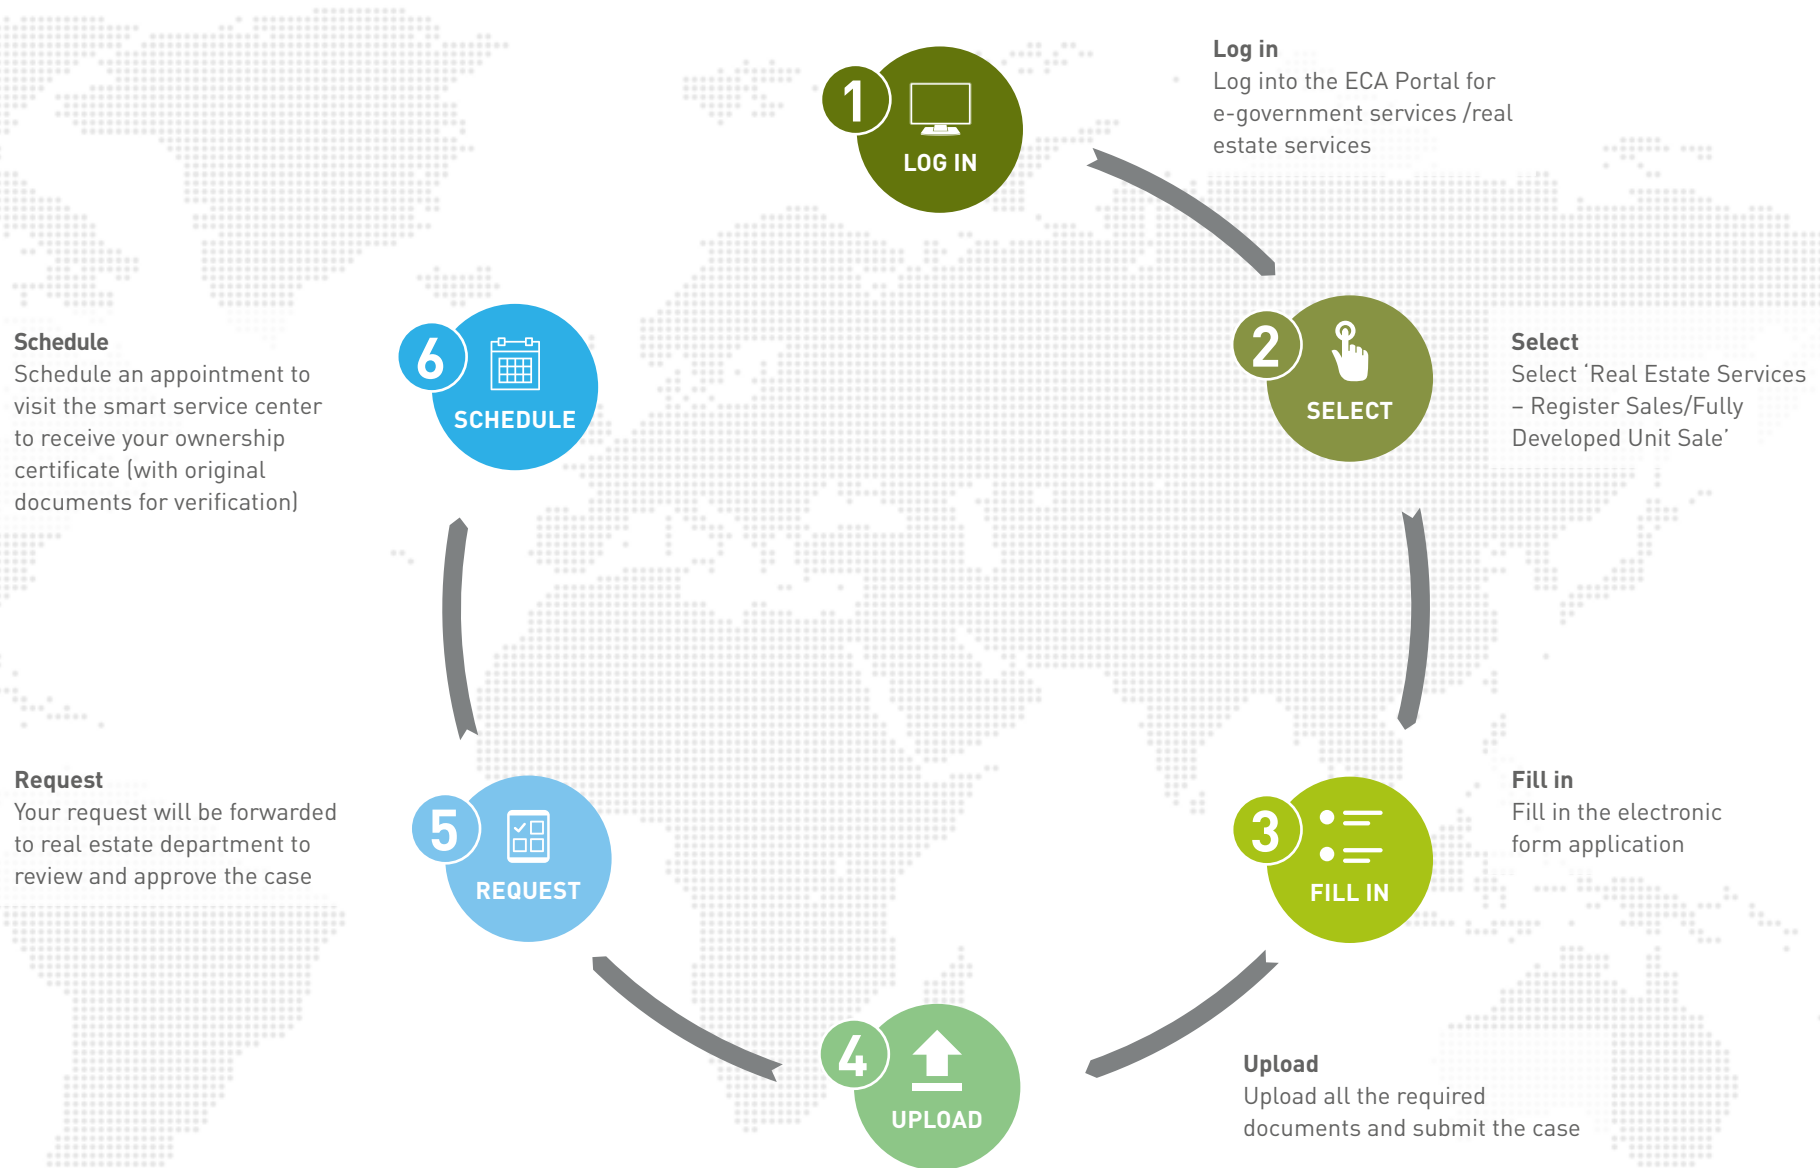 1
LOG IN
Log in
Log into the ECA Portal for
e-government services /real
estate services
2
SELECT
Select
Select ‘Real Estate Services
– Register Sales/Fully
Developed Unit Sale’
3
FILL IN
Fill in
Fill in the electronic
form application
4
UPLOAD
Upload
Upload all the required
documents and submit the case
5
REQUEST
Request
Your request will be forwarded
to real estate department to
review and approve the case
6
SCHEDULE
Schedule
Schedule an appointment to
visit the smart service center
to receive your ownership
certificate (with original
documents for verification)